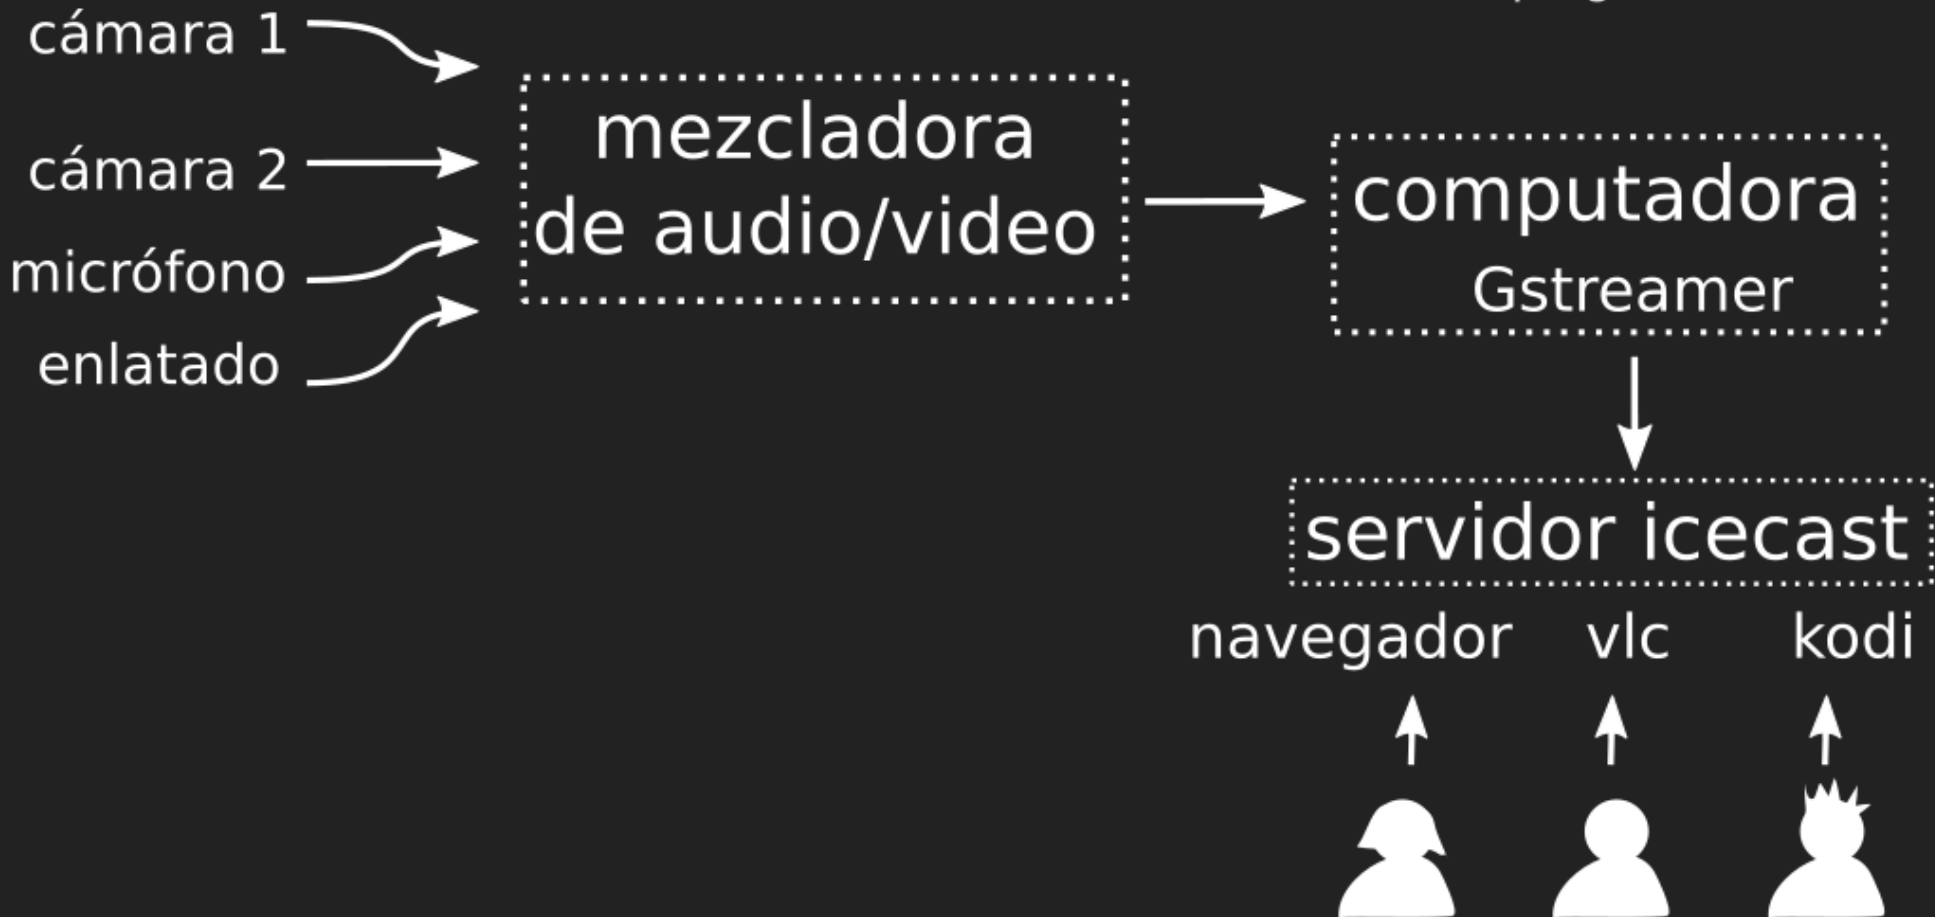 cámara 1
cámara 2
micrófono
enlatado
mezcladora
de audio/video
computadora
Gstreamer
servidor icecast
navegador vlc kodi